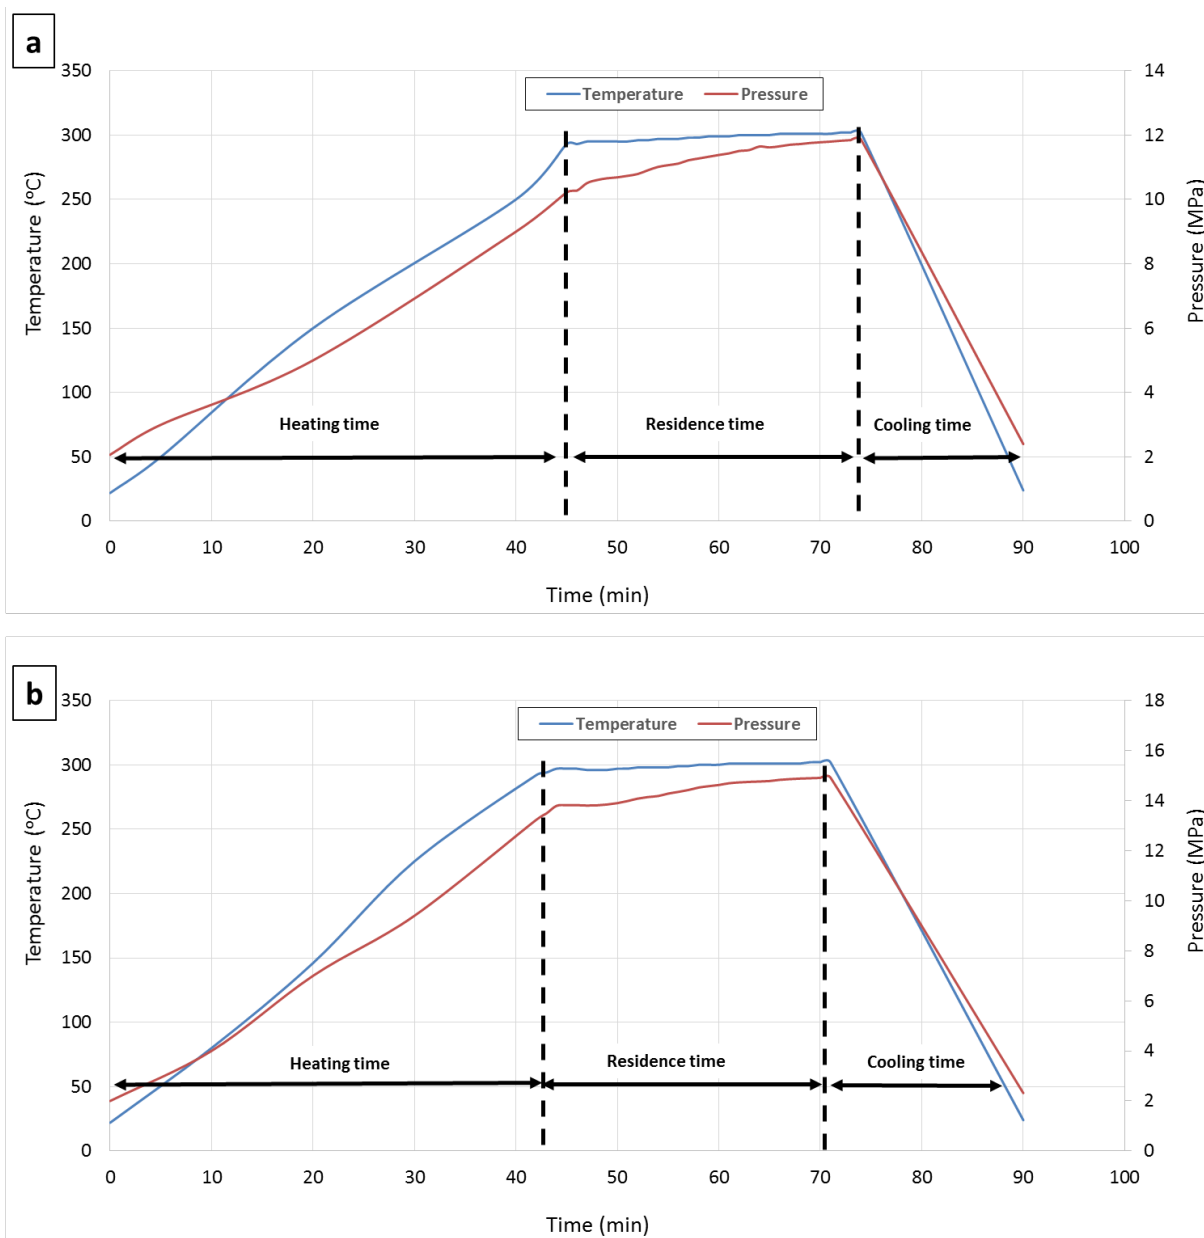 a
350
300
250
200
150
100
50
0
Temperature (°C)
14
12
10
8
6
4
2
0
Pressure (MPa)
Temperature
Pressure
Heating time
Residence time
Cooling time
0 10 20 30 40 50 60 70 80 90 100
Time (min)
b
350
300
250
200
150
100
50
0
Temperature (°C)
18
16
14
12
10
8
6
4
2
0
Pressure (MPa)
Temperature
Pressure
Heating time
Residence time
Cooling time
0 10 20 30 40 50 60 70 80 90 100
Time (min)